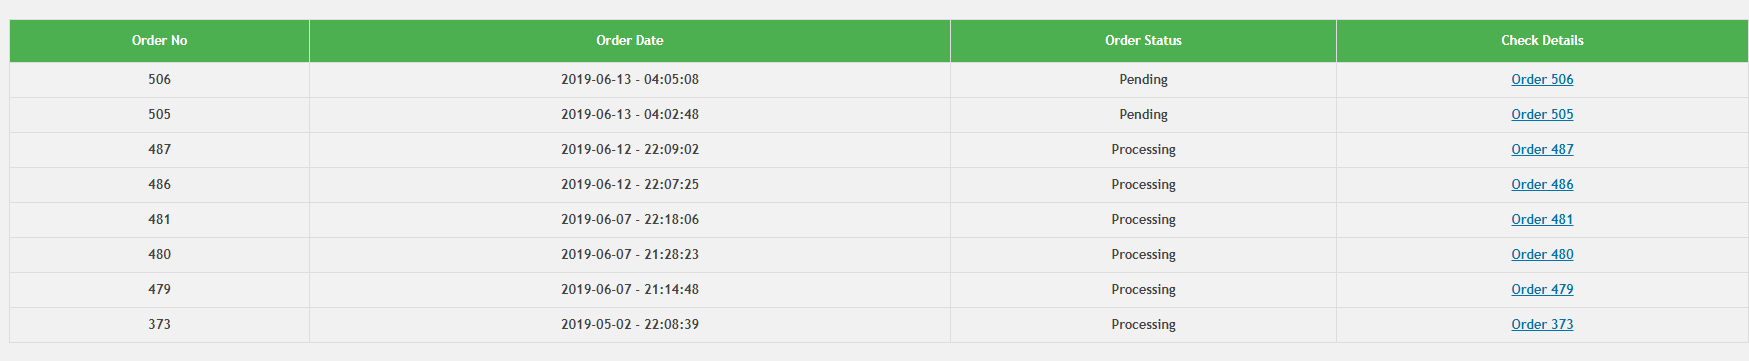 Order No Order Date Order Status Check Details
506 2019-06-13 - 04:05:08 Pending Order 506
505 2019-06-13 - 04:02:48 Pending Order 505
487 2019-06-12 - 22:09:02 Processing Order 487
486 2019-06-12 - 22:07:25 Processing Order 486
481 2019-06-07 - 22:18:06 Processing Order 481
480 2019-06-07 - 21:28:23 Processing Order 480
479 2019-06-07 - 21:14:48 Processing Order 479
373 2019-05-02 - 22:08:39 Processing Order 373